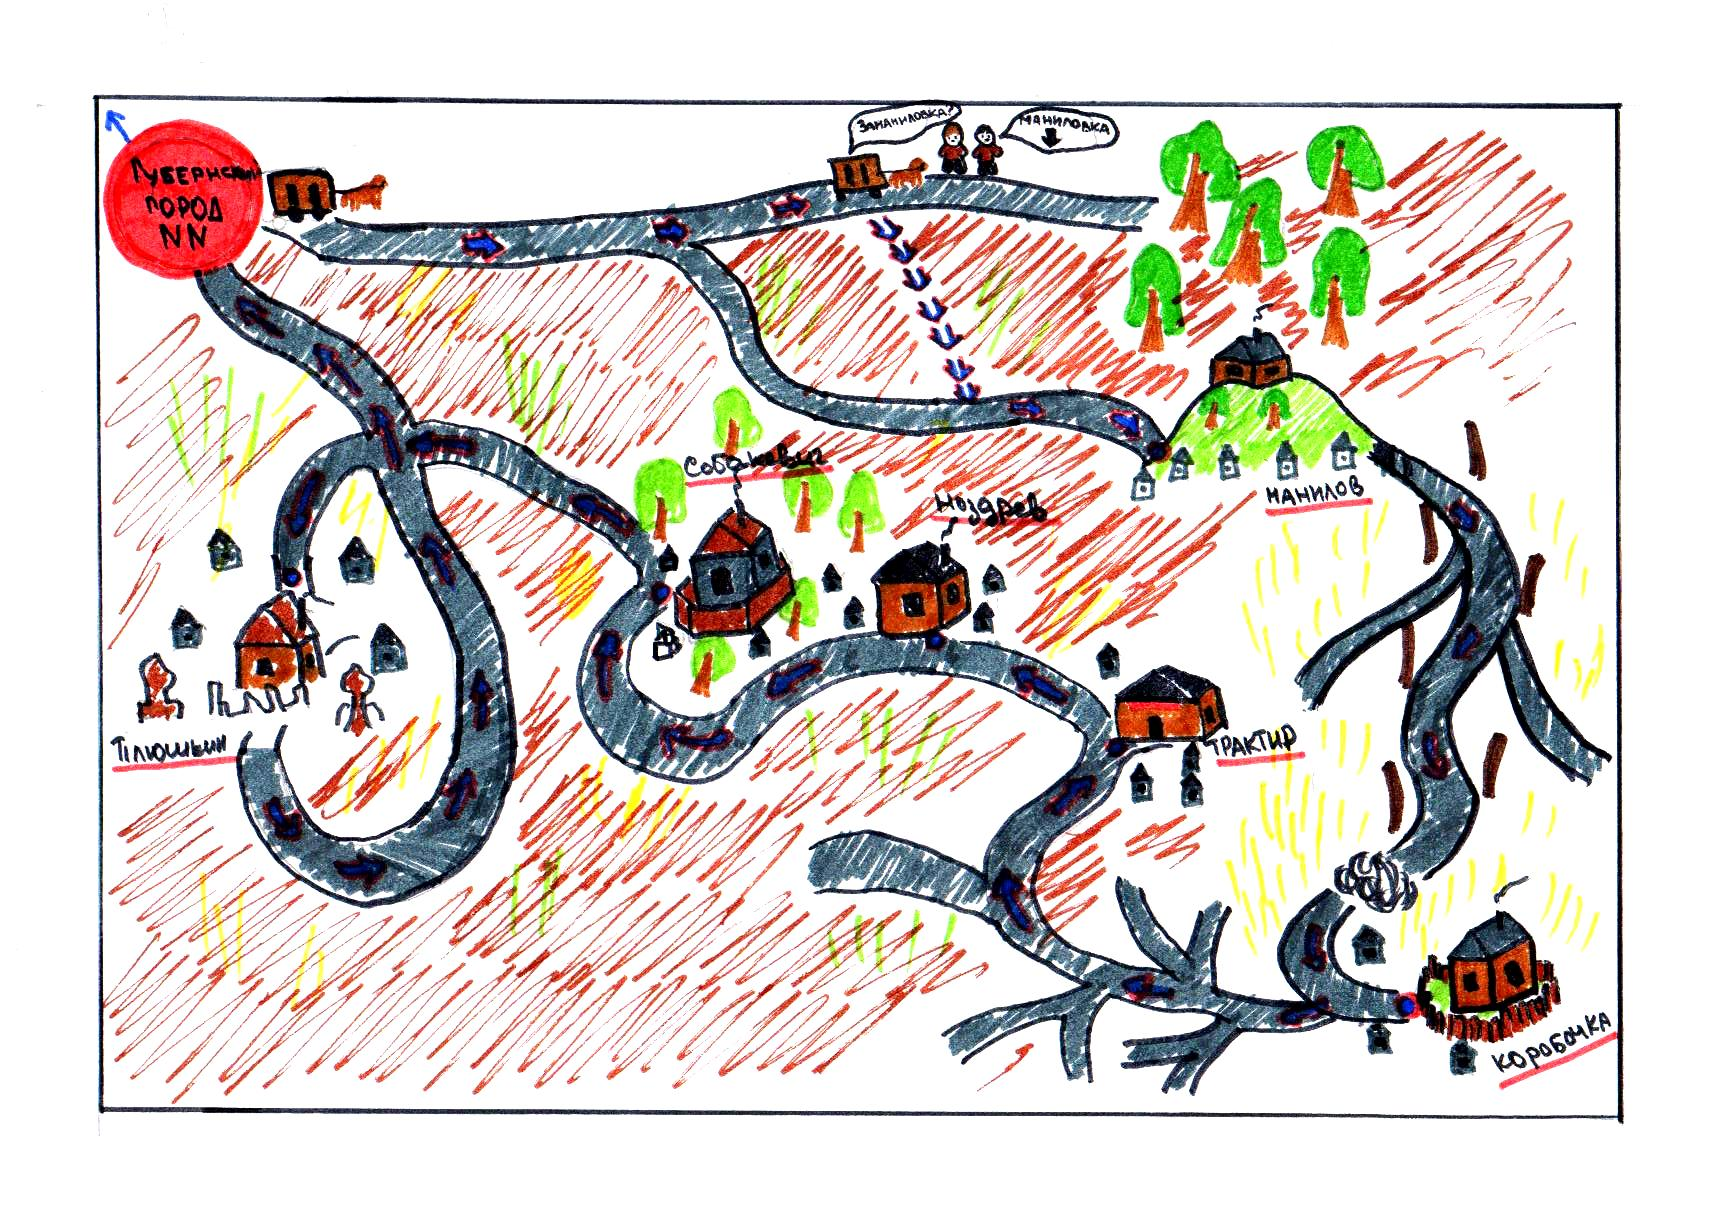 Губернский
город
NN
Заманиловка?
Маниловка
Собакевич
Ноздрев
Манилов
Трактир
Плюшкин
Коробочка